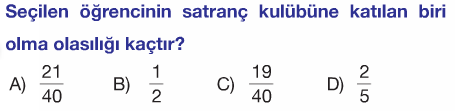 Seçilen öğrencinin satranç kulübüne katılan biri
olma olasılığı kaçtır?
A) 21/40 B) 1/2 C) 19/40 D) 2/5